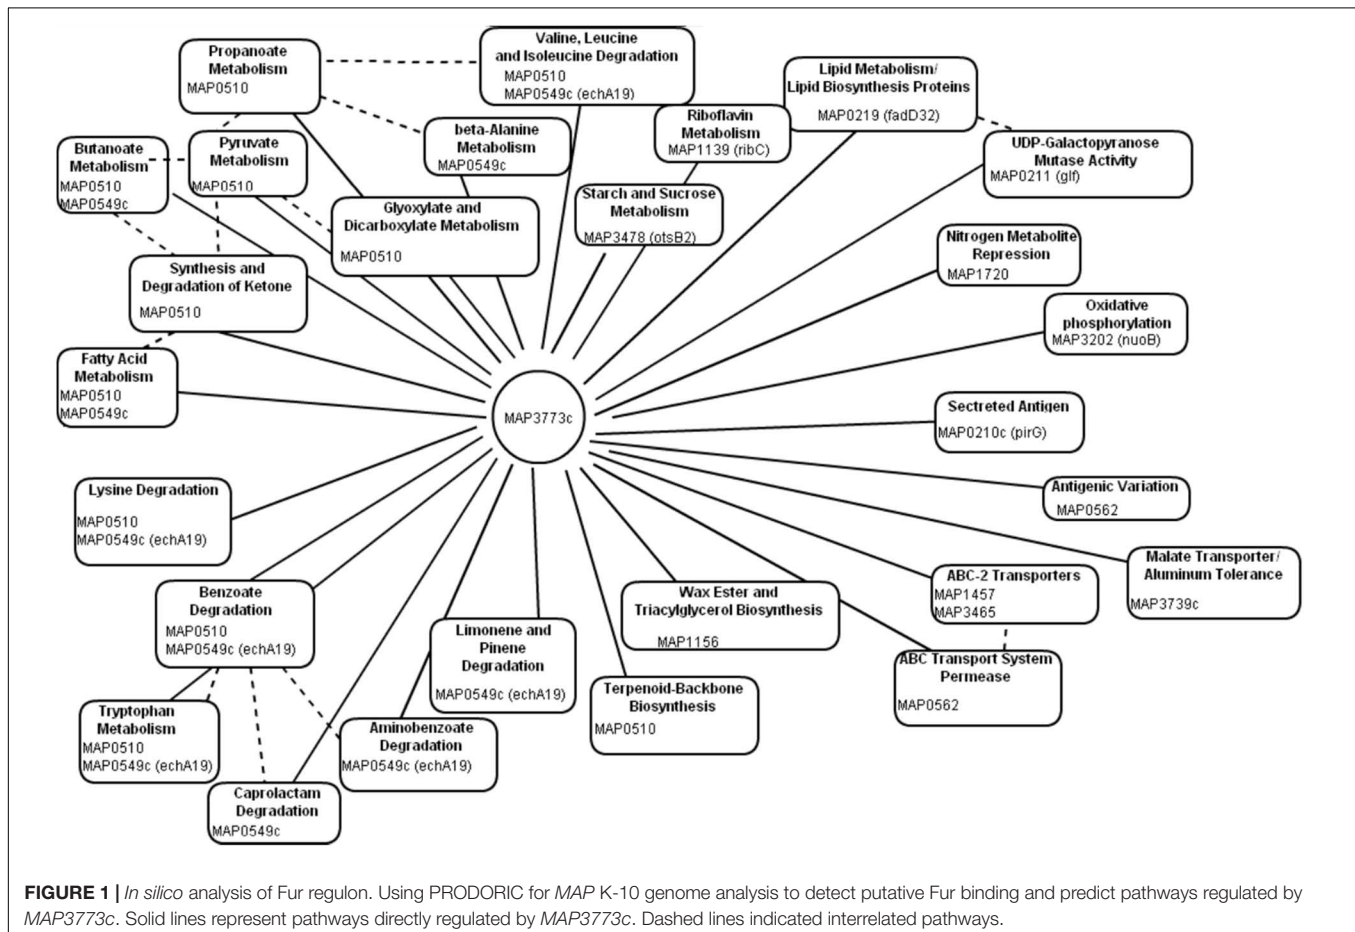 Propanoate
Metabolism
MAP0510
Valine, Leucine
and Isoleucine Degradation
MAP0510
MAP0549c (echA19)
Lipid Metabolism/
Lipid Biosynthesis Proteins
MAP0219 (fadD32)
Riboflavin
Metabolism
MAP1139 (ribC)
beta-Alanine
Metabolism
MAP0549c
UDP-Galactopyranose
Mutase Activity
MAP0211 (glf)
Butanoate
Metabolism
MAP0510
MAP0549c
Pyruvate
Metabolism
MAP0510
Glyoxylate and
Dicarboxylate Metabolism
MAP0510
Starch and Sucrose
Metabolism
MAP3478 (otsB2)
Nitrogen Metabolite
Repression
MAP1720
Synthesis and
Degradation of Ketone
MAP0510
Oxidative
phosphorylation
MAP3202 (nuoB)
Fatty Acid
Metabolism
MAP0510
MAP0549c
MAP3773c
Sectreted Antigen
MAP0210c (pirG)
Lysine Degradation
MAP0510
MAP0549c (echA19)
Antigenic Variation
MAP0562
Malate Transporter/
Aluminum Tolerance
MAP3739c
ABC-2 Transporters
MAP1457
MAP3465
Benzoate
Degradation
MAP0510
MAP0549c (echA19)
Wax Ester and
Triacylglycerol Biosynthesis
MAP1156
Limonene and
Pinene
Degradation
MAP0549c (echA19)
ABC Transport System
Permease
MAP0562
Terpenoid-Backbone
Biosynthesis
MAP0510
Tryptophan
Metabolism
MAP0510
MAP0549c (echA19)
Aminobenzoate
Degradation
MAP0549c (echA19)
Caprolactam
Degradation
MAP0549c
FIGURE 1 | In silico analysis of Fur regulon. Using PRODORIC for MAP K-10 genome analysis to detect putative Fur binding and predict pathways regulated by
MAP3773c. Solid lines represent pathways directly regulated by MAP3773c. Dashed lines indicated interrelated pathways.